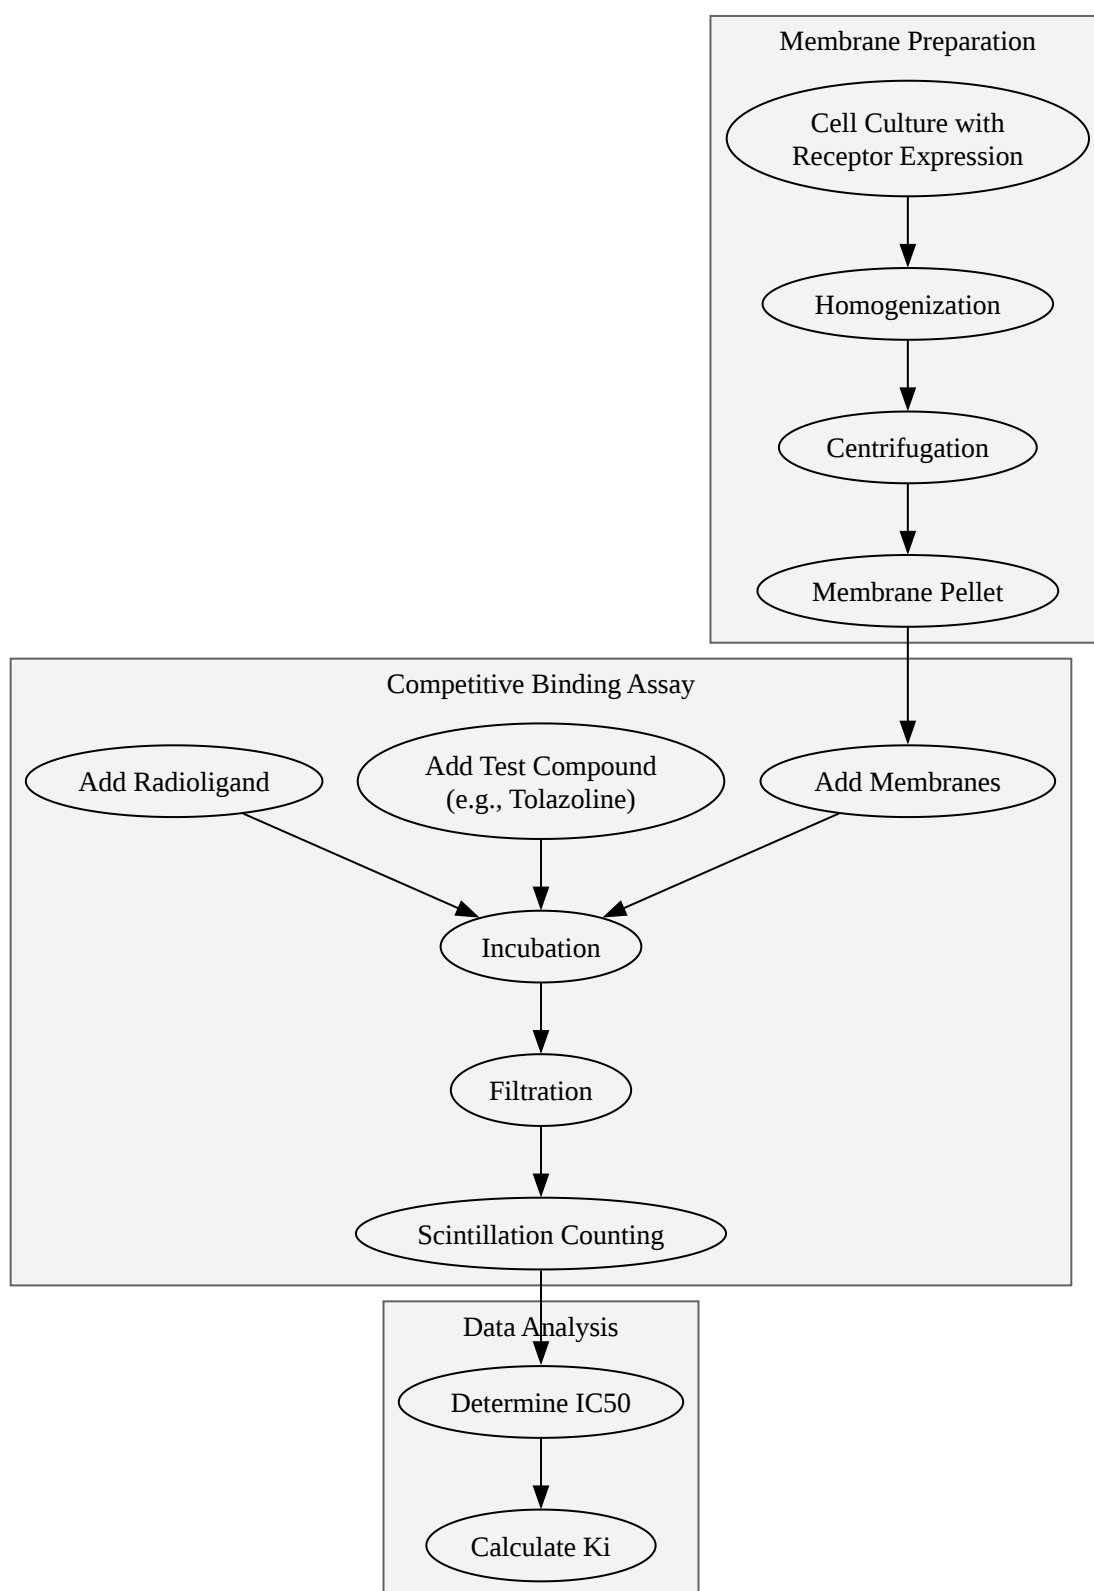 Membrane Preparation
Cell Culture with
Receptor Expression
Homogenization
Centrifugation
Membrane Pellet
Competitive Binding Assay
Add Radioligand
Add Test Compound
(e.g., Tolazoline)
Add Membranes
Incubation
Filtration
Scintillation Counting
Data Analysis
Determine IC50
Calculate Ki